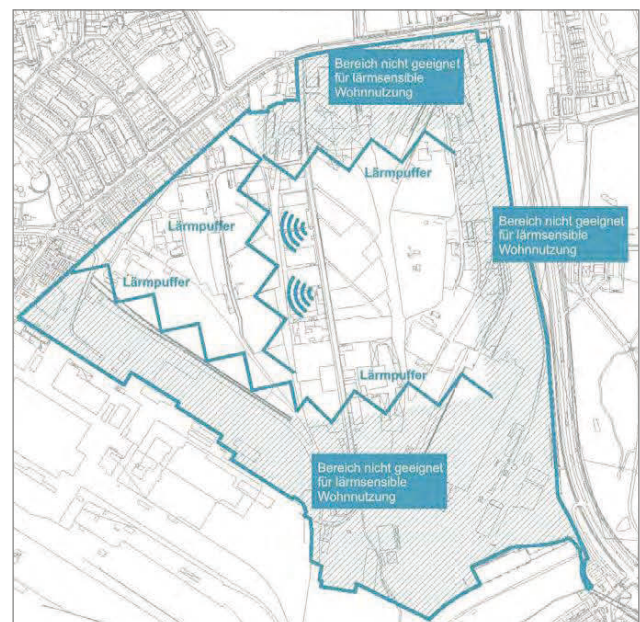 Bereich nicht geeignet
für lärmsensible
Wohnnutzung
Lärmpuffer
Lärmpuffer
Bereich nicht geeignet
für lärmsensible
Wohnnutzung
Lärmpuffer
Lärmpuffer
Bereich nicht geeignet
für lärmsensible
Wohnnutzung